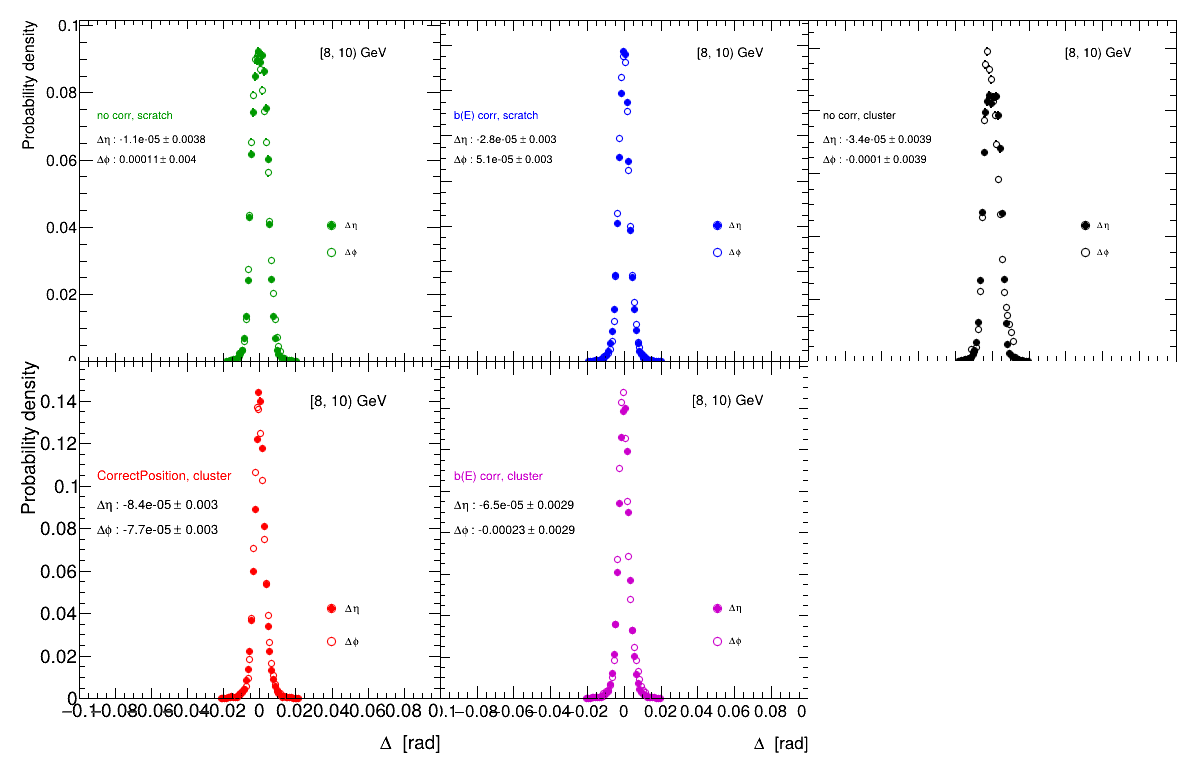 Probability density
0.1
0.08
0.06
0.04
0.02
0
[8, 10) GeV
no corr, scratch
Δη : -1.1e-05 ± 0.0038
Δϕ : 0.00011 ± 0.004
Δη
Δϕ
[8, 10) GeV
b(E) corr, scratch
Δη : -2.8e-05 ± 0.003
Δϕ : 5.1e-05 ± 0.003
Δη
Δϕ
[8, 10) GeV
no corr, cluster
Δη : -3.4e-05 ± 0.0039
Δϕ : -0.0001 ± 0.0039
Δη
Δϕ
Probability density
0.14
0.12
0.1
0.08
0.06
0.04
0.02
0
[8, 10) GeV
CorrectPosition, cluster
Δη : -8.4e-05 ± 0.003
Δϕ : -7.7e-05 ± 0.003
Δη
Δϕ
−0.1−0.08−0.06−0.04−0.02 0 0.02 0.04 0.06 0.08 0.1
Δ [rad]
[8, 10) GeV
b(E) corr, cluster
Δη : -6.5e-05 ± 0.0029
Δϕ : -0.00023 ± 0.0029
Δη
Δϕ
−0.08−0.06−0.04−0.02 0 0.02 0.04 0.06 0.08 0
Δ [rad]